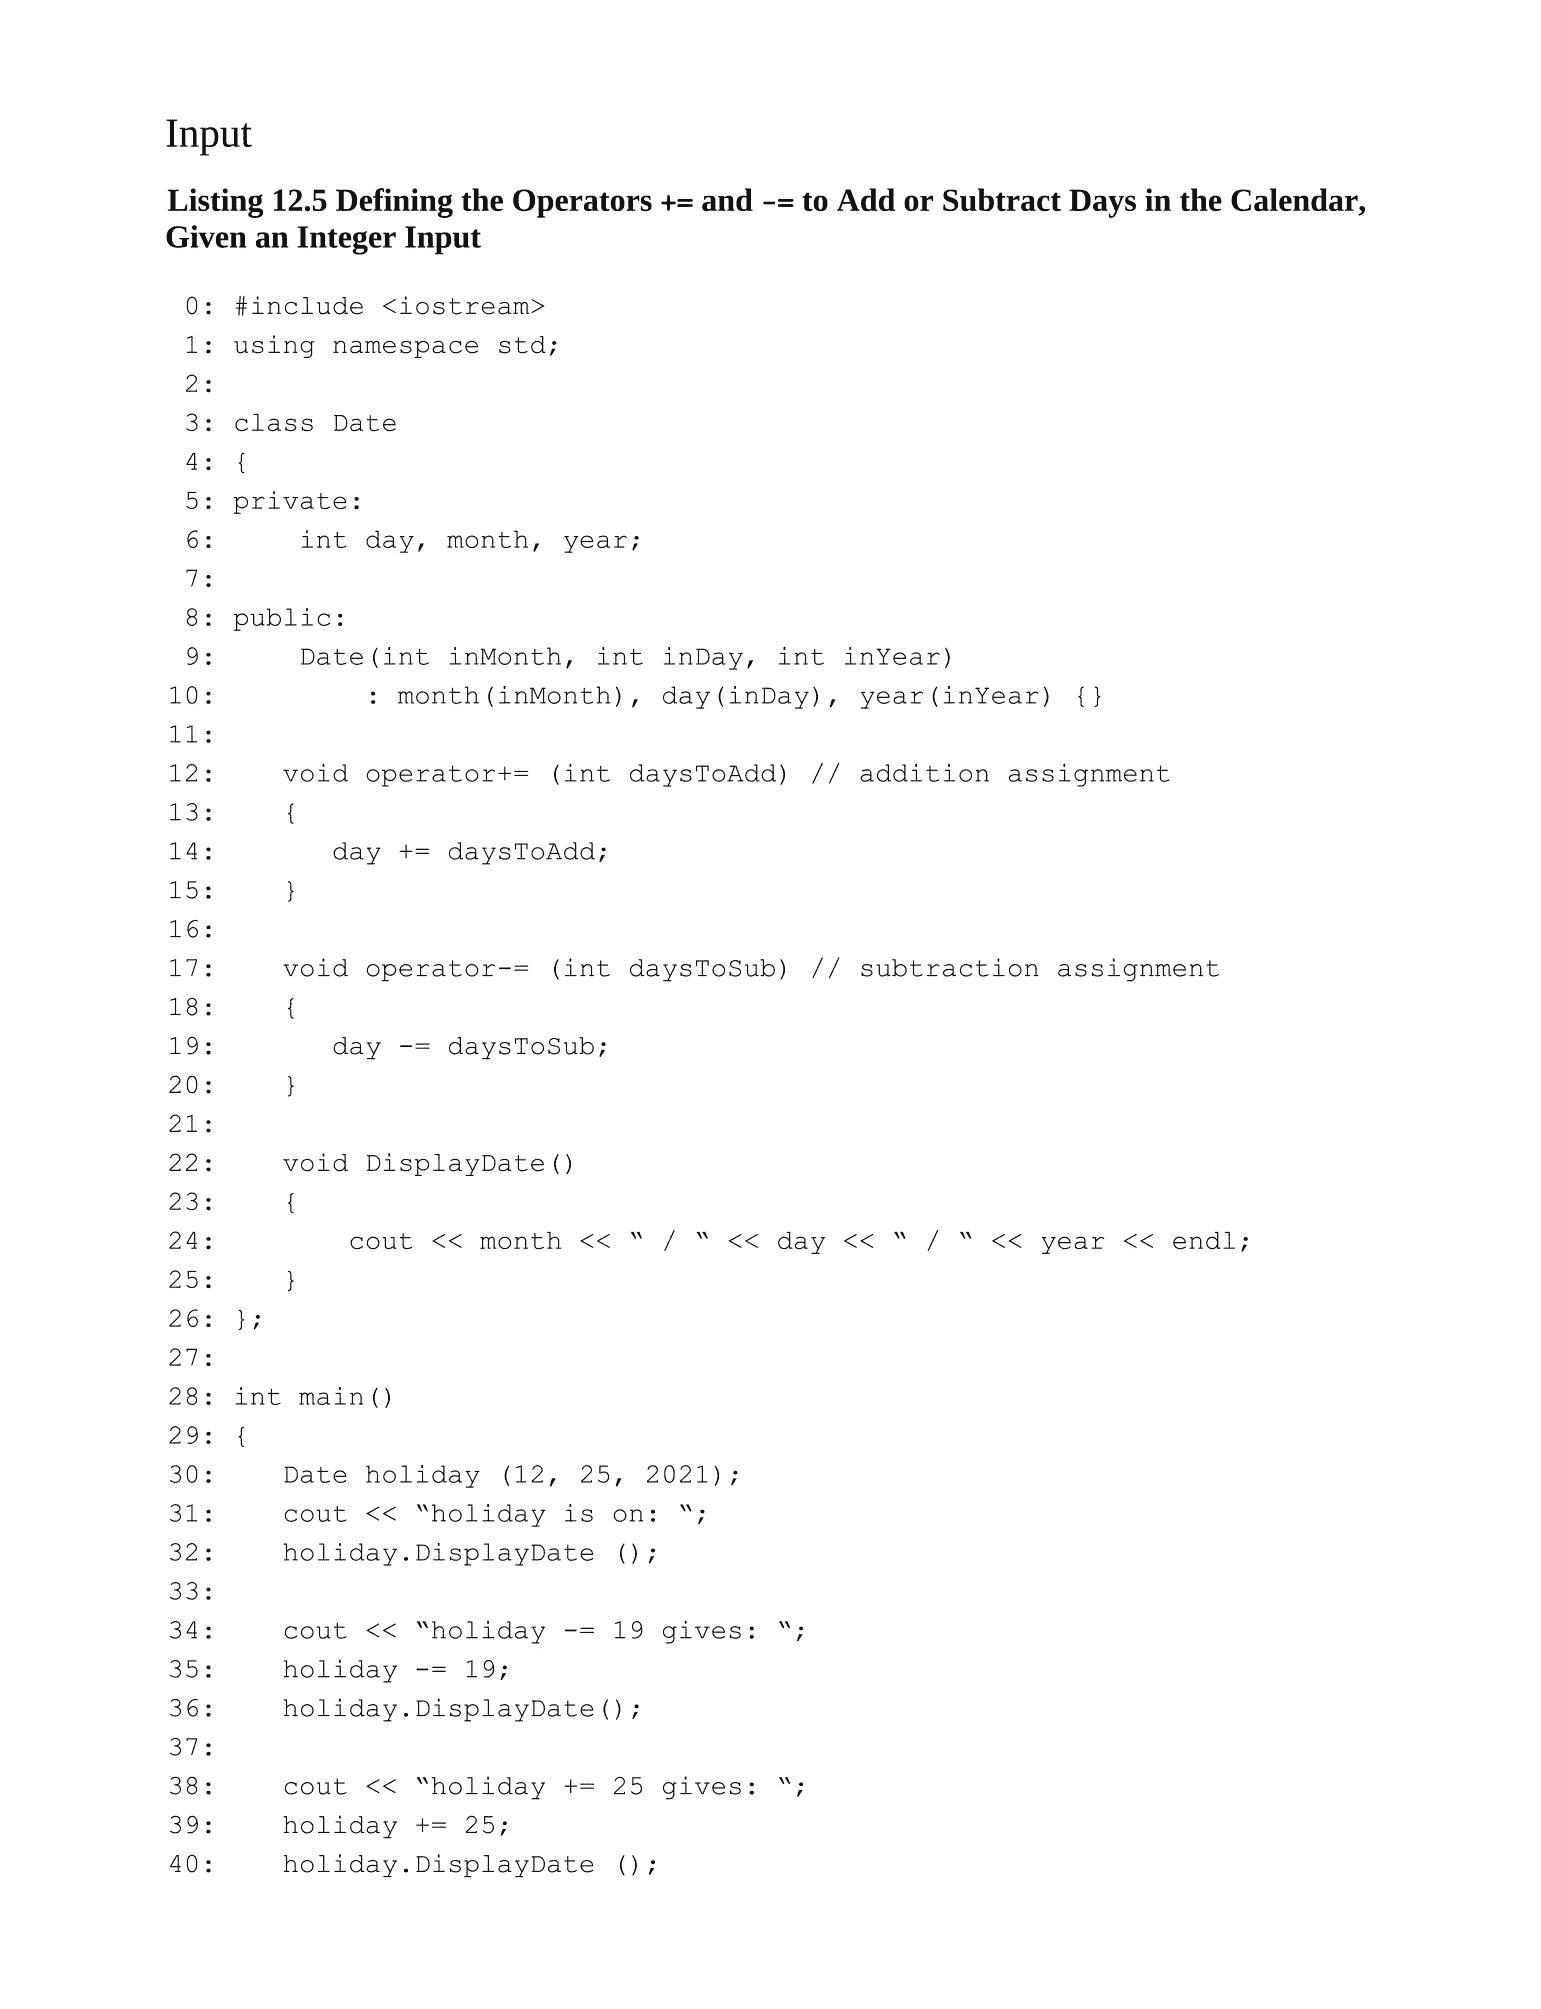 Input
Listing 12.5 Defining the Operators += and -= to Add or Subtract Days in the Calendar,
Given an Integer Input
0: #include <iostream>
1: using namespace std;
2:
3: class Date
4: {
5: private:
6:     int day, month, year;
7:
8: public:
9:     Date(int inMonth, int inDay, int inYear)
10:         : month(inMonth), day(inDay), year(inYear) {}
11:
12:    void operator+= (int daysToAdd) // addition assignment
13:    {
14:       day += daysToAdd;
15:    }
16:
17:    void operator-= (int daysToSub) // subtraction assignment
18:    {
19:       day -= daysToSub;
20:    }
21:
22:    void DisplayDate()
23:    {
24:        cout << month << “ / “ << day << “ / “ << year << endl;
25:    }
26: };
27:
28: int main()
29: {
30:    Date holiday (12, 25, 2021);
31:    cout << “holiday is on: “;
32:    holiday.DisplayDate ();
33:
34:    cout << “holiday -= 19 gives: “;
35:    holiday -= 19;
36:    holiday.DisplayDate();
37:
38:    cout << “holiday += 25 gives: “;
39:    holiday += 25;
40:    holiday.DisplayDate ();